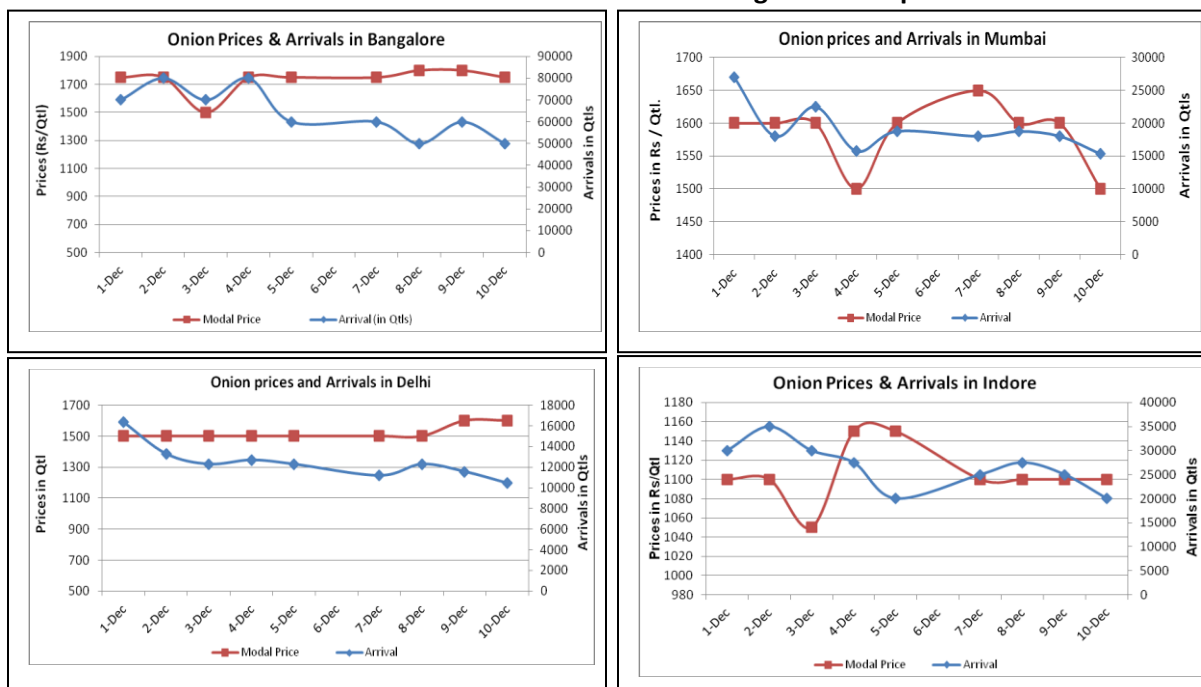 Onion Prices & Arrivals in Bangalore
Prices (Rs/Qtl)
1900
1700
1500
1300
1100
900
700
500
90000
80000
70000
60000
50000
40000
30000
20000
10000
0
Arrivals in Qtls
1-Dec
2-Dec
3-Dec
4-Dec
5-Dec
6-Dec
7-Dec
8-Dec
9-Dec
10-Dec
Modal Price
Arrival (in Qtls)
Onion prices and Arrivals in Mumbai
Prices in Rs / Qtl.
1700
1650
1600
1550
1500
1450
1400
30000
25000
20000
15000
10000
5000
0
Arrivals in Qtls
1-Dec
2-Dec
3-Dec
4-Dec
5-Dec
6-Dec
7-Dec
8-Dec
9-Dec
10-Dec
Modal Price
Arrival
Onion prices and Arrivals in Delhi
Prices in Qtl
1700
1500
1300
1100
900
700
500
18000
16000
14000
12000
10000
8000
6000
4000
2000
0
Arrivals in Qtls
1-Dec
2-Dec
3-Dec
4-Dec
5-Dec
6-Dec
7-Dec
8-Dec
9-Dec
10-Dec
Modal Price
Arrival
Onion Prices & Arrivals in Indore
Prices in Rs/Qtl
1180
1160
1140
1120
1100
1080
1060
1040
1020
1000
980
40000
35000
30000
25000
20000
15000
10000
5000
0
Arrivals in Qtls
1-Dec
2-Dec
3-Dec
4-Dec
5-Dec
6-Dec
7-Dec
8-Dec
9-Dec
10-Dec
Modal Price
Arrival